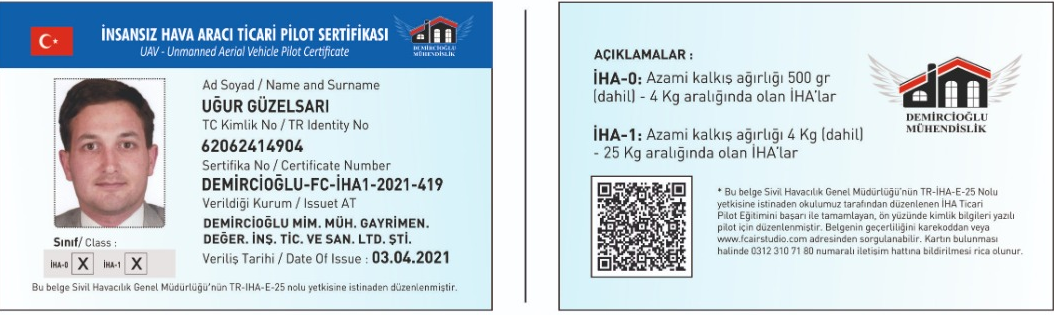 İNSANSIZ HAVA ARACI TİCARİ PİLOT SERTİFİKASI
UAV - Unmanned Aerial Vehicle Pilot Certificate
DEMİRCİOĞLU
MÜHENDİSLİK
Ad Soyad / Name and Surname
UĞUR GÜZELSARI
TC Kimlik No / TR Identity No
62062414904
Sertifika No / Certificate Number
DEMİRCİOĞLU-FC-İHA1-2021-419
Verildiği Kurum / Issuet AT
DEMİRCİOĞLU MİM. MÜH. GAYRİMEN.
DEĞER. İNŞ. TİC. VE SAN. LTD. ŞTİ.
Veriliş Tarihi / Date Of Issue : 03.04.2021
Sınıf/ Class :
İHA-0 X İHA-1 X
Bu belge Sivil Havacılık Genel Müdürlüğü'nün TR-IHA-E-25 nolu yetkisine istinaden düzenlenmiştir.
AÇIKLAMALAR :
İHA-0: Azami kalkış ağırlığı 500 gr
(dahil) - 4 Kg aralığında olan İHA'lar
İHA-1: Azami kalkış ağırlığı 4 Kg (dahil)
- 25 Kg aralığında olan İHA'lar
DEMİRCİOĞLU
MÜHENDİSLİK
* Bu belge Sivil Havacılık Genel Müdürlüğü'nün TR-İHA-E-25 Nolu
yetkisine istinaden okulumuz tarafından düzenlenen İHA Ticari
Pilot Eğitimini başarı ile tamamlayan, ön yüzünde kimlik bilgileri yazılı
pilot için düzenlenmiştir. Belgenin geçerliliğini karekoddan veya
www.fcairstudio.com adresinden sorgulanabilir. Kartın bulunması
halinde 0312 310 71 80 numaralı iletişim hattına bildirilmesi rica olunur.